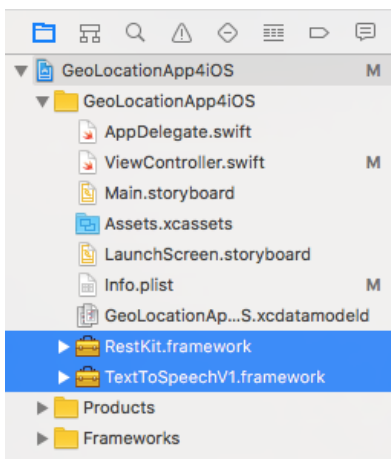 GeoLocationApp4iOS M
GeoLocationApp4iOS
AppDelegate.swift
ViewController.swift M
Main.storyboard
Assets.xcassets
LaunchScreen.storyboard
Info.plist M
GeoLocationAp...S.xcdatamodeld
RestKit.framework
TextToSpeechV1.framework
Products
Frameworks